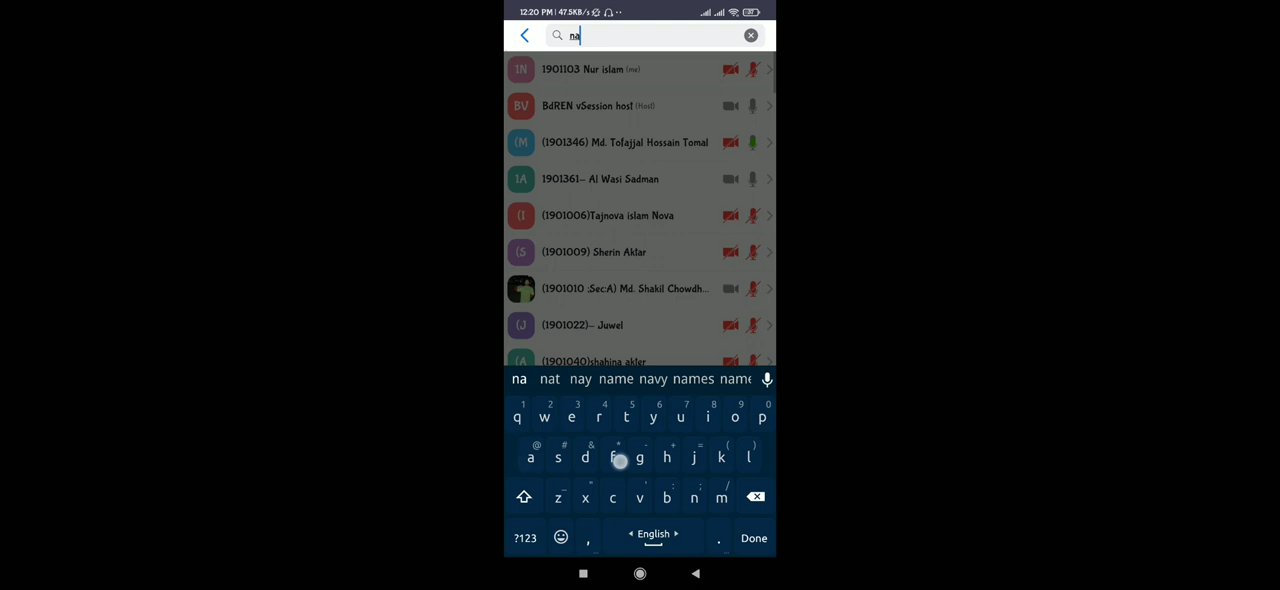 12:20 PM | 47.5KB/s ··
37
na
1N 1901103 Nur islam (me)
BV BdREN vSession host (Host)
(M (1901346) Md. Tofajjal Hossain Tomal
1A 1901361- Al Wasi Sadman
(I (1901006)Tajnova islam Nova
(S (1901009) Sherin Aktar
(1901010 ;Sec:A) Md. Shakil Chowdh...
(J (1901022)- Juwel
(A (1901040)shahina akter
na nat nay name navy names name
1 2 3 4 5 6 7 8 9 0
q w e r t y u i o p
@ # & * - + = ( )
a s d f g h j k l
_ " ' : ; /
z x c v b n m
?123 , English . Done